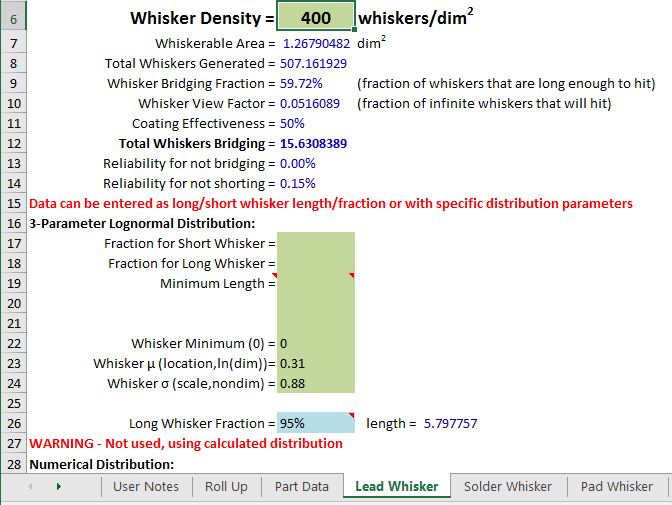 6 Whisker Density = 400 whiskers/dim²
7 Whiskerable Area = 1.26790482 dim²
8 Total Whiskers Generated = 507.161929
9 Whisker Bridging Fraction = 59.72% (fraction of whiskers that are long enough to hit)
10 Whisker View Factor = 0.0516089 (fraction of infinite whiskers that will hit)
11 Coating Effectiveness = 50%
12 Total Whiskers Bridging = 15.6308389
13 Reliability for not bridging = 0.00%
14 Reliability for not shorting = 0.15%
15 Data can be entered as long/short whisker length/fraction or with specific distribution parameters
16 3-Parameter Lognormal Distribution:
17 Fraction for Short Whisker =
18 Fraction for Long Whisker =
19 Minimum Length =
20
21
22 Whisker Minimum (0) = 0
23 Whisker μ (location,ln(dim))= 0.31
24 Whisker σ (scale,nondim) = 0.88
25
26 Long Whisker Fraction = 95% length = 5.797757
27 WARNING - Not used, using calculated distribution
28 Numerical Distribution:
User Notes Roll Up Part Data Lead Whisker Solder Whisker Pad Whisker